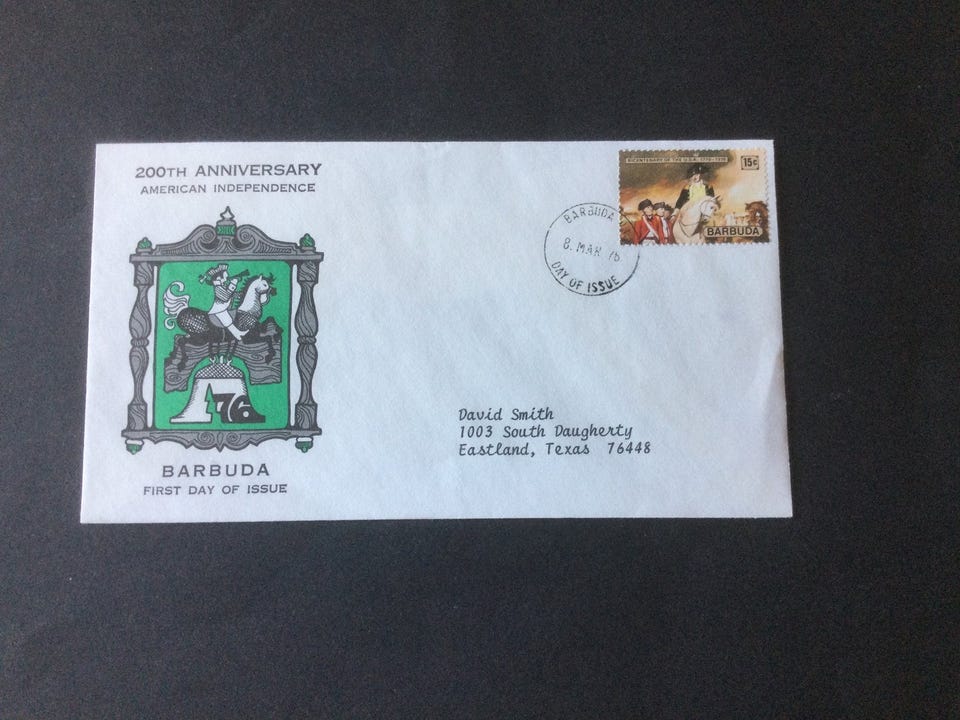 200TH ANNIVERSARY
AMERICAN INDEPENDENCE
1776
BARBUDA
FIRST DAY OF ISSUE
BICENTENARY OF THE U.S.A. 1776-1976
15c
BARBUDA
BARBUDA
8. MAR 76
DAY OF ISSUE
David Smith
1003 South Daugherty
Eastland, Texas 76448